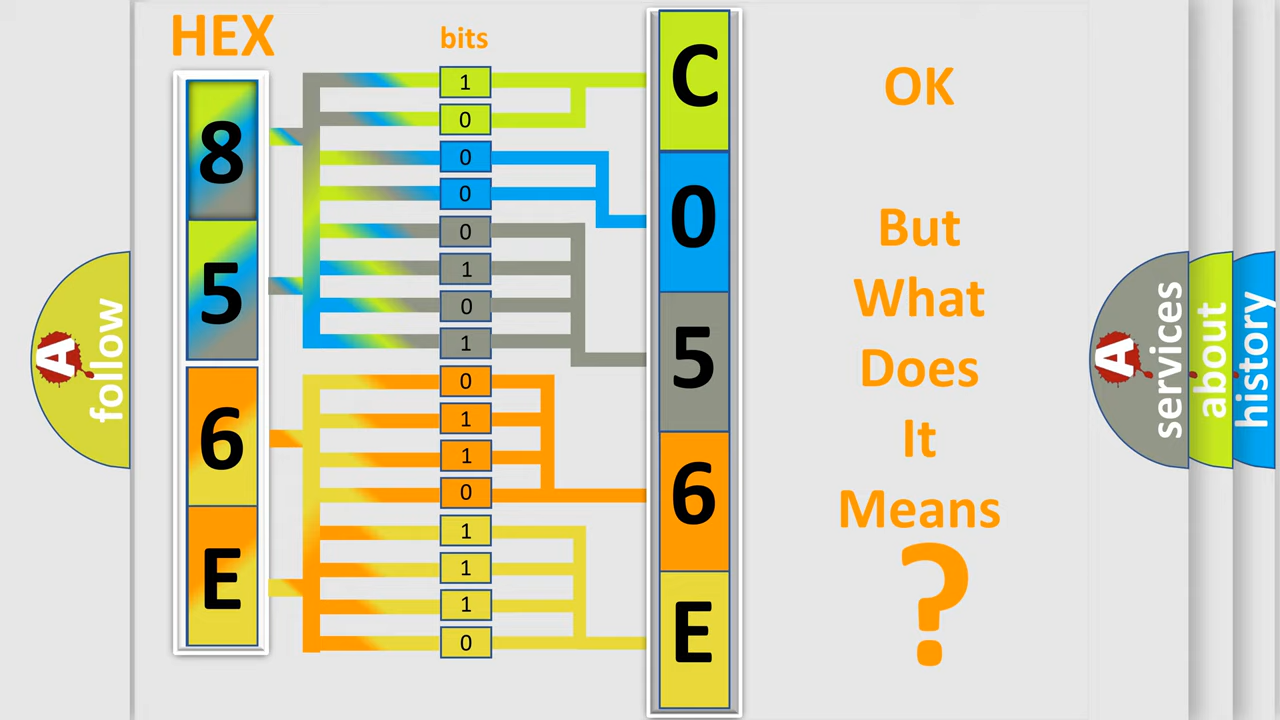 HEX
bits
8
5
6
E
1
0
0
0
0
1
0
1
0
1
1
0
1
1
1
0
C
0
5
6
E
OK
But
What
Does
It
Means
?
A
follow
A
services
about
history